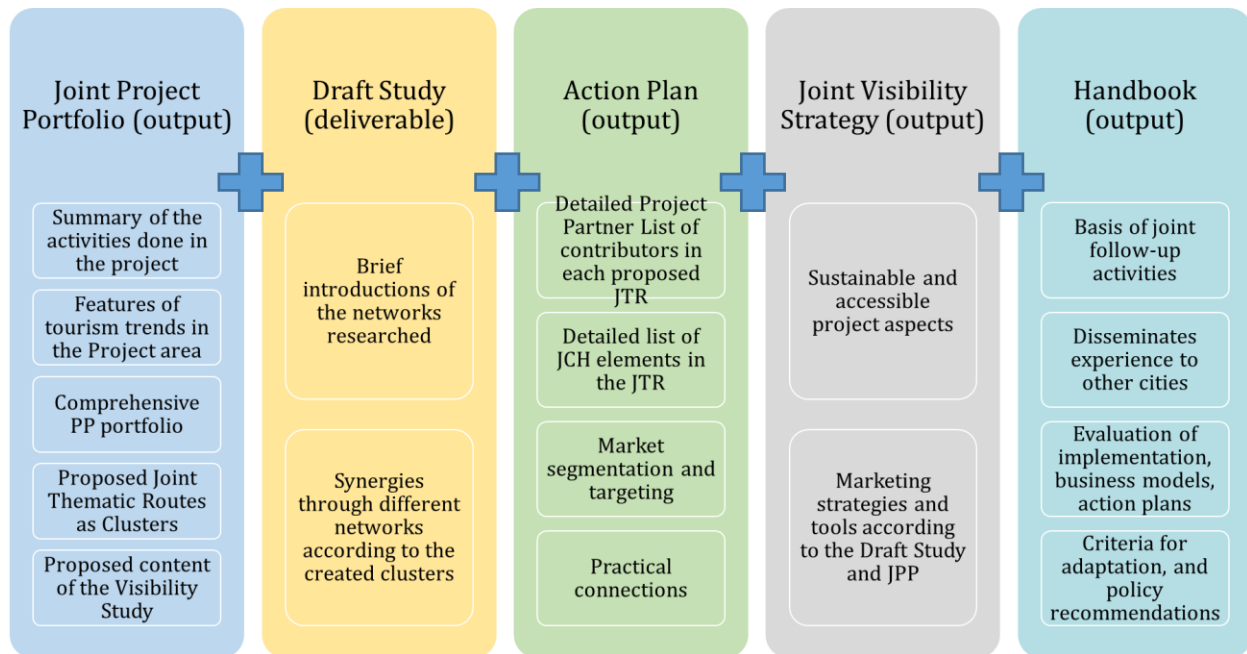 Joint Project
Portfolio (output)
Summary of the
activities done in
the project
Features of
tourism trends in
the Project area
Comprehensive
PP portfolio
Proposed Joint
Thematic Routes
as Clusters
Proposed content
of the Visibility
Study
Draft Study
(deliverable)
Brief
introductions of
the networks
researched
Synergies through
different
networks
according to the
created clusters
Action Plan
(output)
Detailed Project
Partner List of
contributors in
each proposed
JTR
Detailed list of
JCH elements in
the JTR
Market
segmentation and
targeting
Practical
connections
Joint Visibility
Strategy (output)
Sustainable and
accessible
project aspects
Marketing
strategies and
tools according
to the Draft Study
and JPP
Handbook
(output)
Basis of joint
follow-up
activities
Disseminates
experience to
other cities
Evaluation of
implementation,
business models,
action plans
Criteria for
adaptation, and
policy
recommendations